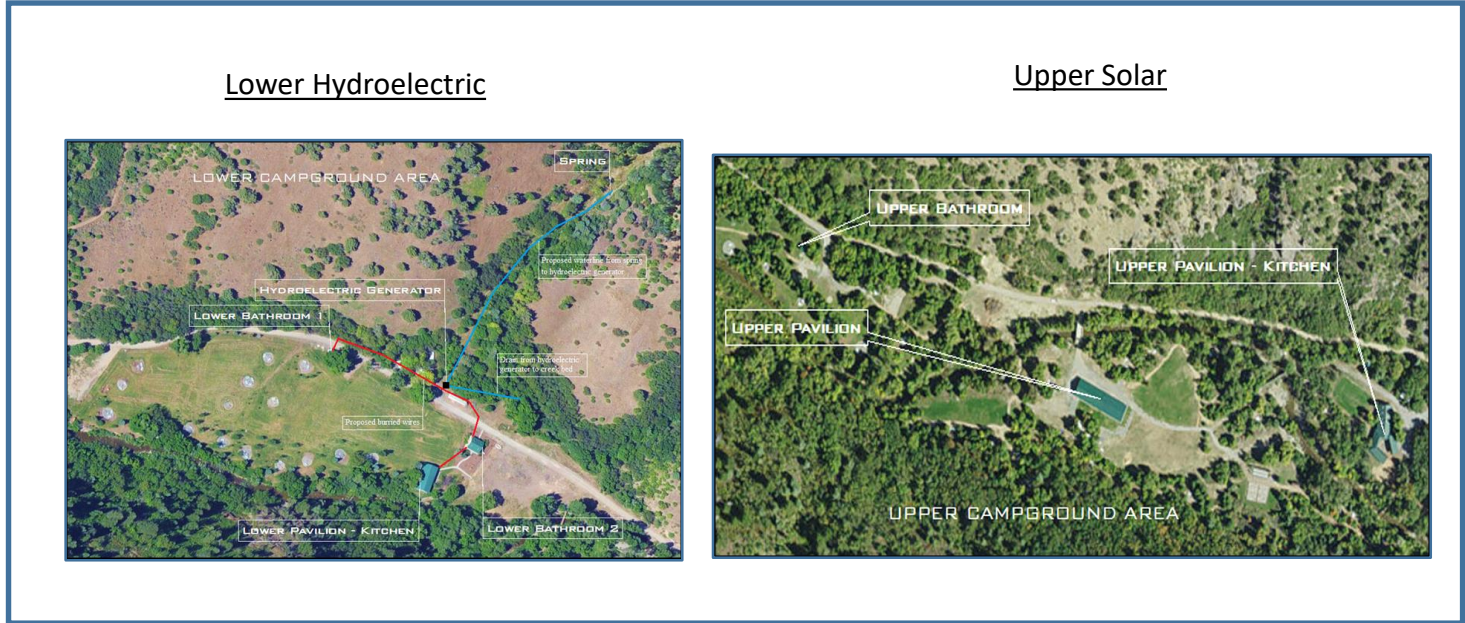 Lower Hydroelectric
Upper Solar
LOWER CAMPGROUND AREA
SPRING
Proposed waterline from spring
to hydroelectric generator
HYDROELECTRIC GENERATOR
LOWER BATHROOM 1
Drain from hydroelectric
generator to creek bed
Proposed burried wires
LOWER PAVILION - KITCHEN
LOWER BATHROOM 2
UPPER BATHROOM
UPPER PAVILION - KITCHEN
UPPER PAVILION
UPPER CAMPGROUND AREA